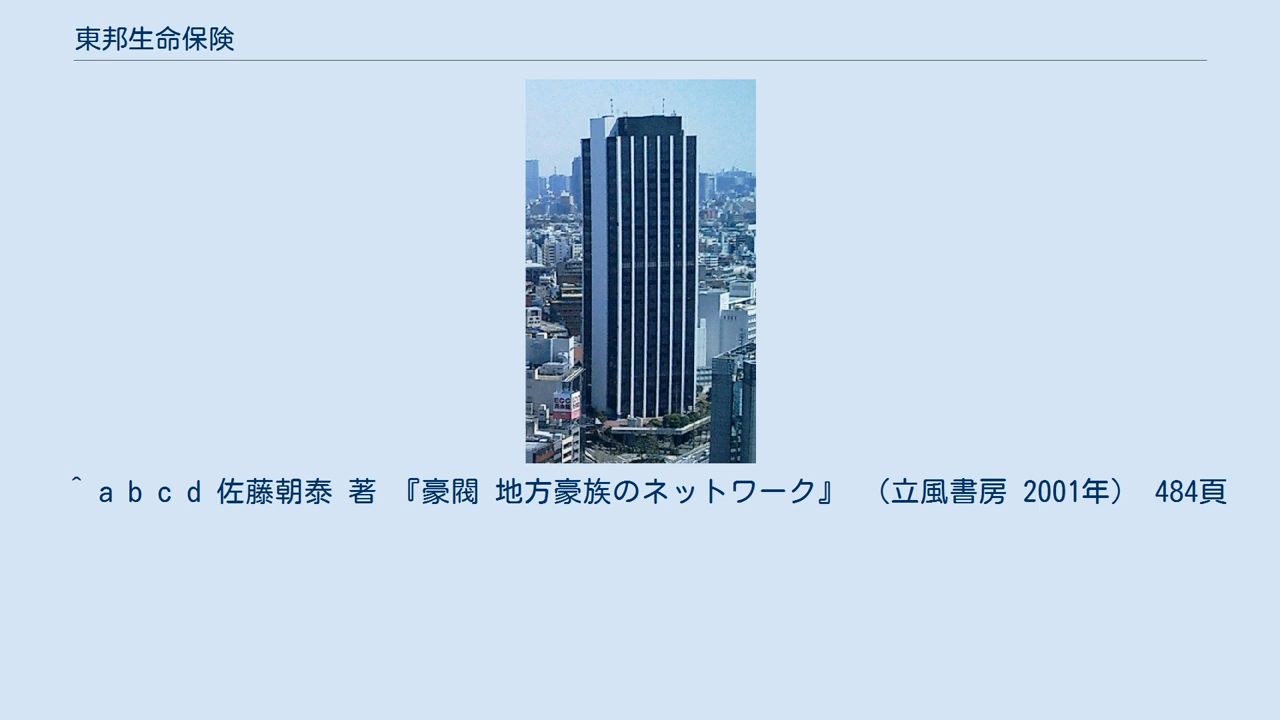 東邦生命保険
^ a b c d 佐藤朝泰 著 『豪閥 地方豪族のネットワーク』 （立風書房 2001年） 484頁